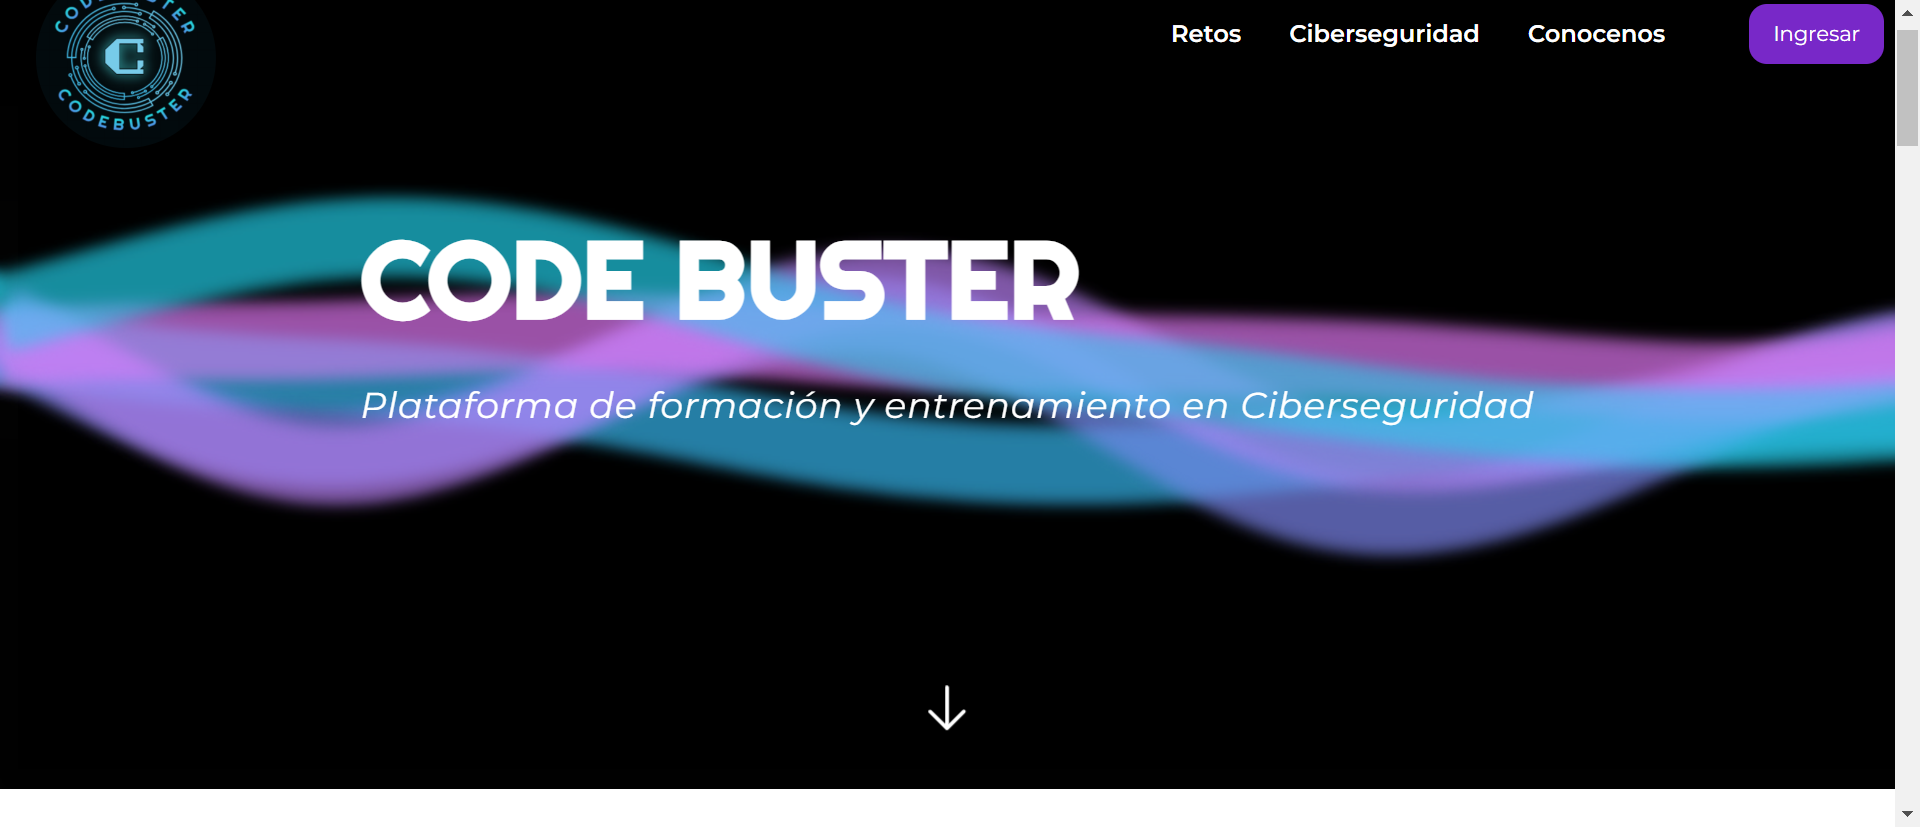 CODEBUSTER
C
CODEBUSTER
Retos Ciberseguridad Conocenos Ingresar
CODE BUSTER
Plataforma de formación y entrenamiento en Ciberseguridad